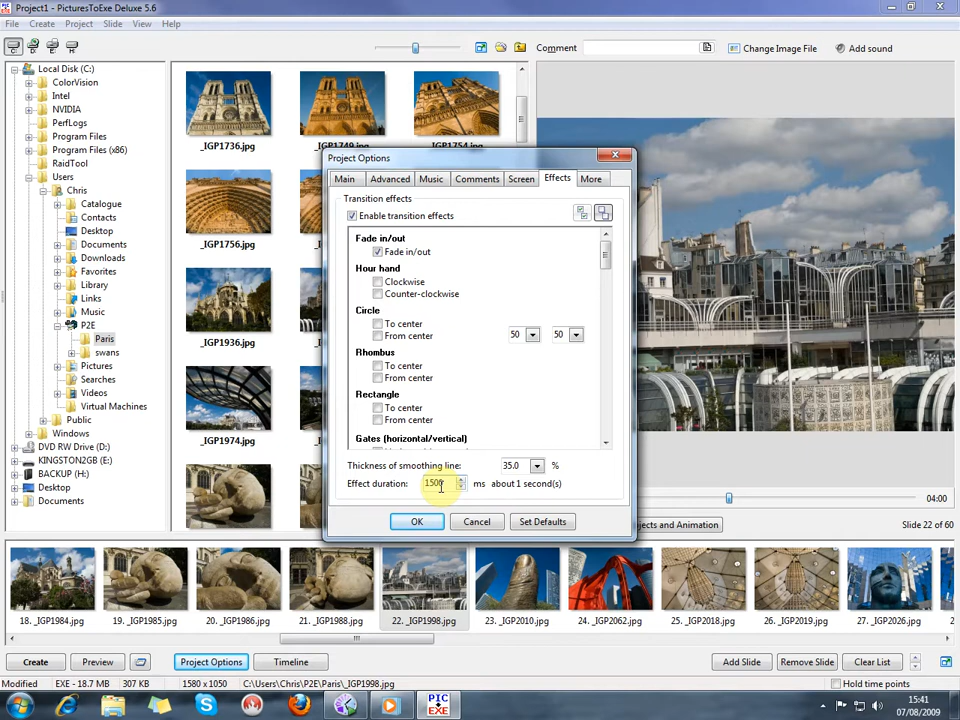 Project1 - PicturesToExe Deluxe 5.6
File Create Project Slide View Help
Comment Change Image File Add sound
Local Disk (C:)
ColorVision
Intel
NVIDIA
PerfLogs
Program Files
Program Files (x86)
RaidTool
Users
Chris
Catalogue
Contacts
Desktop
Documents
Downloads
Favorites
Library
Links
Music
P2E
Paris
swans
Pictures
Searches
Videos
Virtual Machines
Public
Windows
DVD RW Drive (D:)
KINGSTON2GB (E:)
BACKUP (H:)
Desktop
Documents
_IGP1736.jpg _IGP1749.jpg _IGP1754.jpg
_IGP1756.jpg
_IGP1936.jpg
_IGP1974.jpg
Project Options
Main Advanced Music Comments Screen Effects More
Transition effects
Enable transition effects
Fade in/out
Fade in/out
Hour hand
Clockwise
Counter-clockwise
Circle
To center
From center 50 50
Rhombus
To center
From center
Rectangle
To center
From center
Gates (horizontal/vertical)
Thickness of smoothing line: 35.0 %
Effect duration: 1500 ms about 1 second(s)
OK Cancel Set Defaults
04:00
jects and Animation Slide 22 of 60
18. _IGP1984.jpg 19. _IGP1985.jpg 20. _IGP1986.jpg 21. _IGP1988.jpg 22. _IGP1998.jpg 23. _IGP2010.jpg 24. _IGP2062.jpg 25. _IGP2018.jpg 26. _IGP2019.jpg 27. _IGP2026.jpg
Create Preview Project Options Timeline Add Slide Remove Slide Clear List
Modified EXE - 18.7 MB 307 KB 1580 x 1050 C:\Users\Chris\P2E\Paris\_IGP1998.jpg Hold time points
PIC
EXE
15:41
07/08/2009